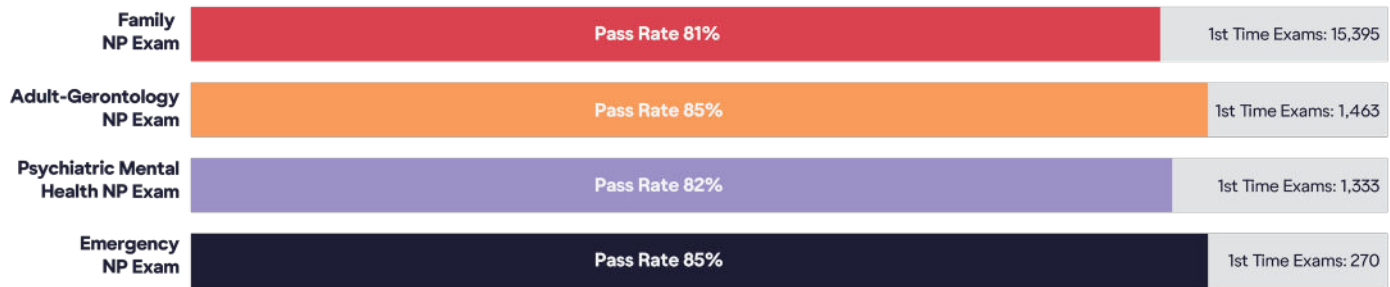 Family
NP Exam
Pass Rate 81%
1st Time Exams: 15,395
Adult-Gerontology
NP Exam
Pass Rate 85%
1st Time Exams: 1,463
Psychiatric Mental
Health NP Exam
Pass Rate 82%
1st Time Exams: 1,333
Emergency
NP Exam
Pass Rate 85%
1st Time Exams: 270